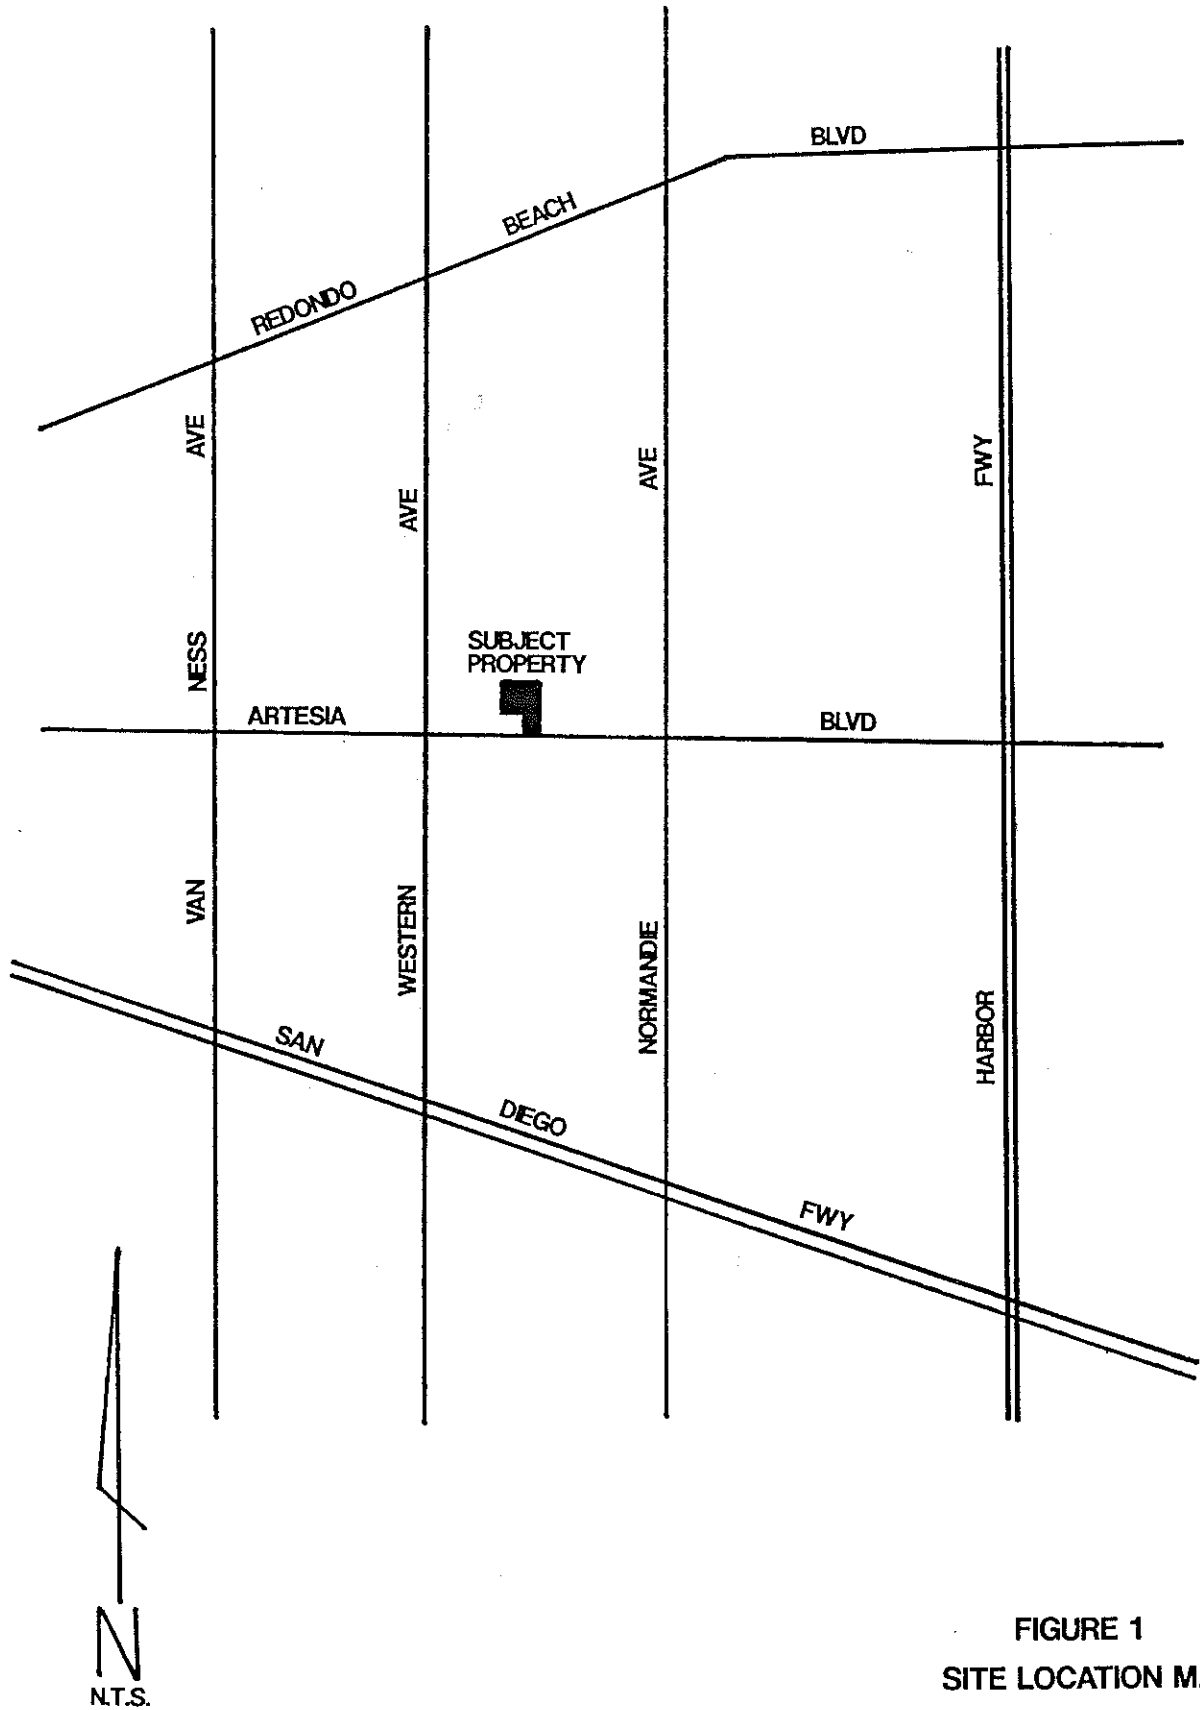 BLVD
BEACH
REDONDO
AVE
AVE
AVE
FWY
NESS
SUBJECT
PROPERTY
ARTESIA
BLVD
VAN
WESTERN
NORMANDIE
HARBOR
SAN
DIEGO
FWY
N
N.T.S.
FIGURE 1
SITE LOCATION